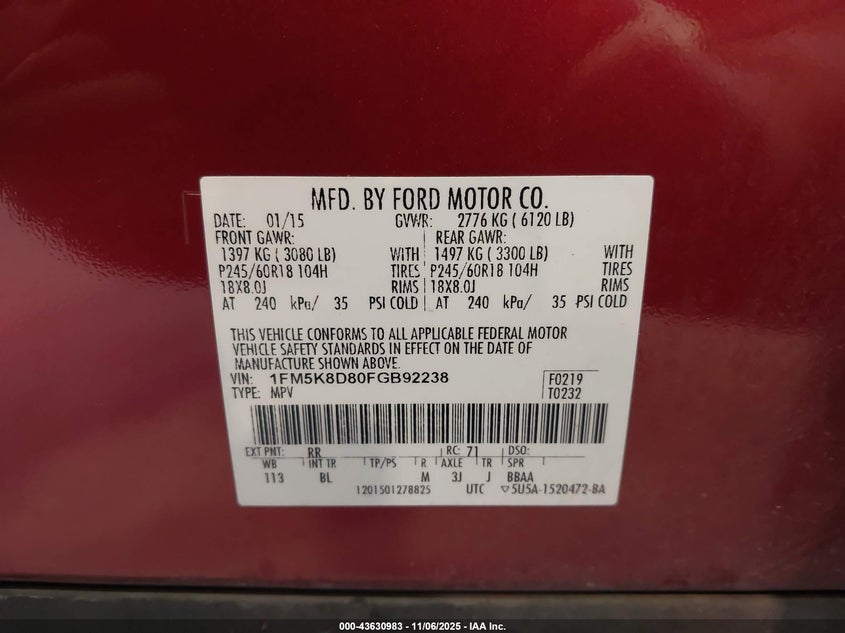 MFD. BY FORD MOTOR CO.
DATE: 01/15 GVWR: 2776 KG ( 6120 LB)
FRONT GAWR: REAR GAWR:
1397 KG ( 3080 LB) WITH 1497 KG ( 3300 LB) WITH
P245/60R18 104H TIRES P245/60R18 104H TIRES
18X8.0J RIMS 18X8.0J RIMS
AT 240 kPa/ 35 PSI COLD AT 240 kPa/ 35 PSI COLD
THIS VEHICLE CONFORMS TO ALL APPLICABLE FEDERAL MOTOR
VEHICLE SAFETY STANDARDS IN EFFECT ON THE DATE OF
MANUFACTURE SHOWN ABOVE.
VIN: 1FM5K8D80FGB92238 F0219
TYPE: MPV T0232
EXT PNT: RR RC: 71 DSO:
WB INT TR TP/PS R AXLE TR SPR
113 BL M 3J J BBAA
1201501278825 UTC ▽5U5A-1520472-BA
000-43630983 - 11/06/2025 - IAA Inc.